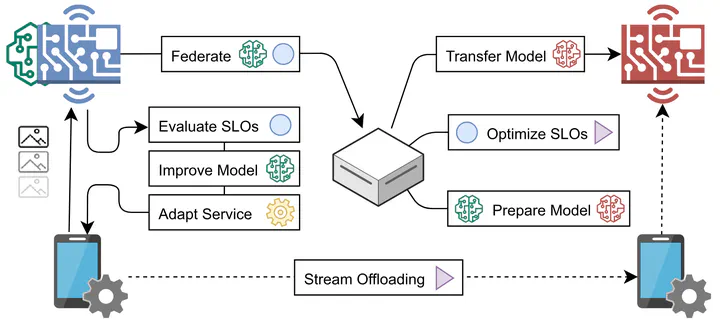 Federate
Transfer Model
Evaluate SLOs
Optimize SLOs
Improve Model
Prepare Model
Adapt Service
Stream Offloading